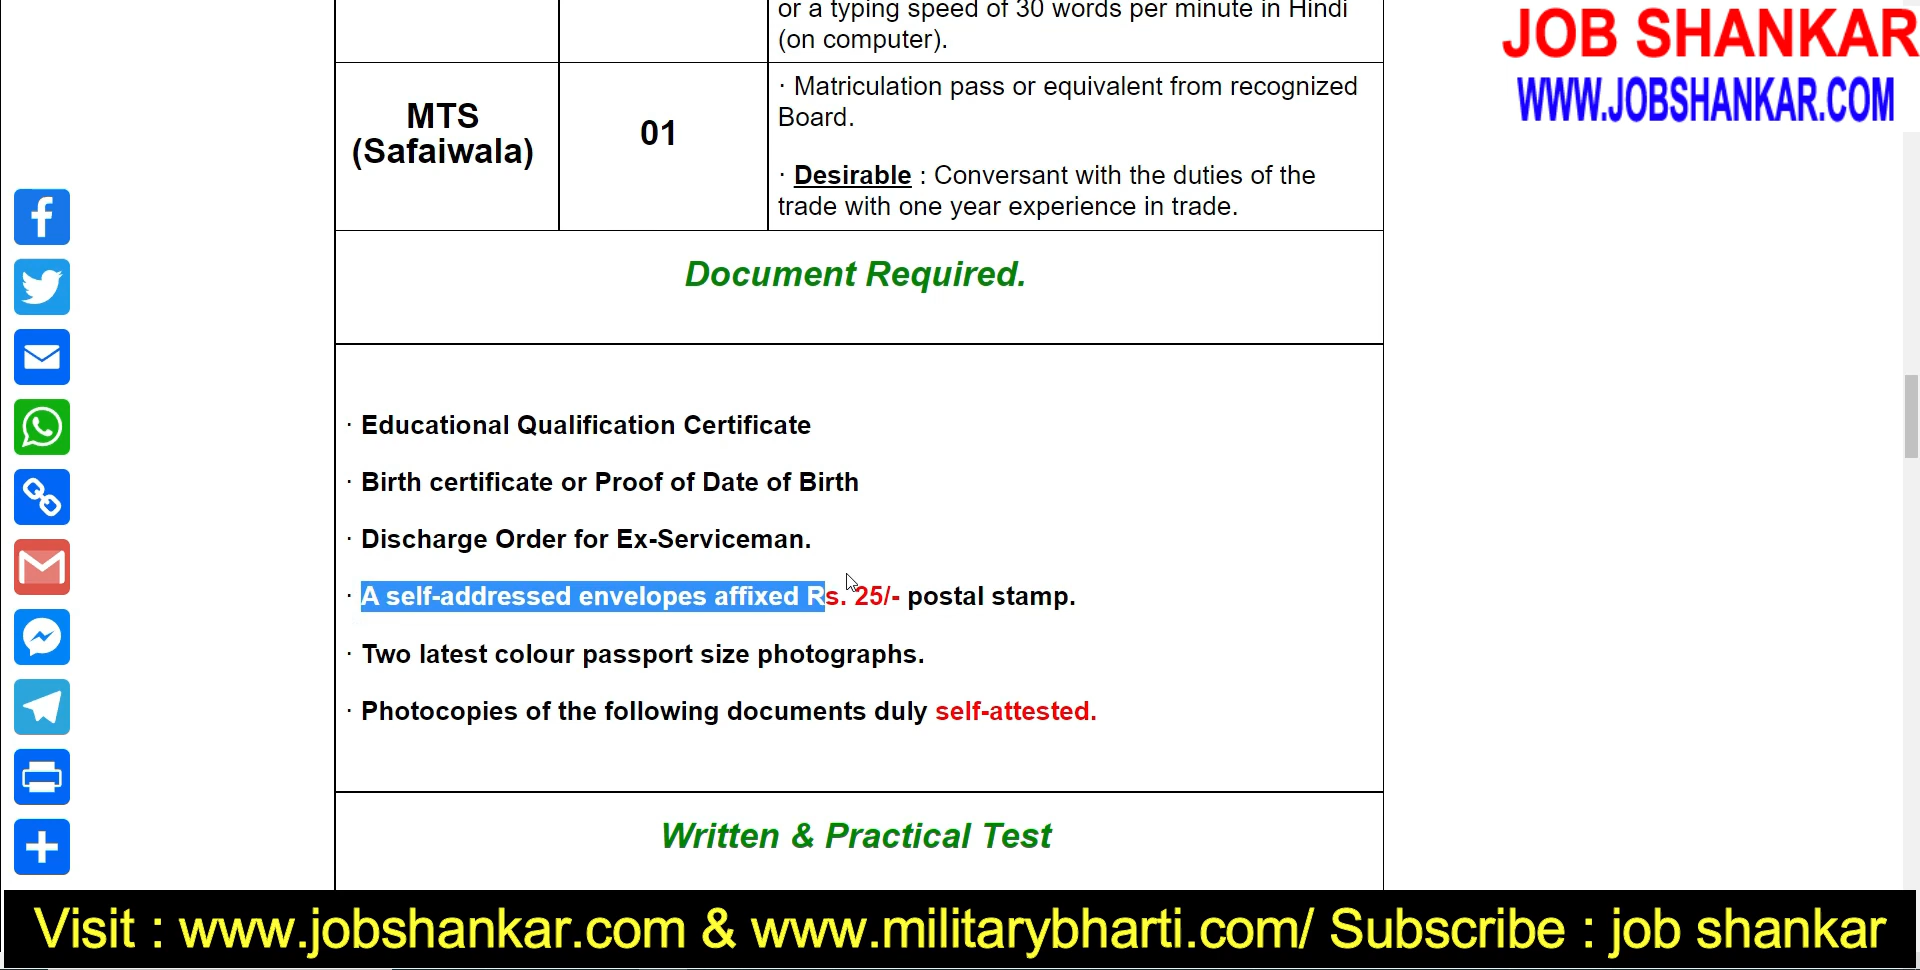 or a typing speed of 30 words per minute in Hindi
(on computer).
JOB SHANKAR
WWW.JOBSHANKAR.COM
MTS
(Safaiwala)
01
· Matriculation pass or equivalent from recognized
Board.
· Desirable : Conversant with the duties of the
trade with one year experience in trade.
Document Required.
· Educational Qualification Certificate
· Birth certificate or Proof of Date of Birth
· Discharge Order for Ex-Serviceman.
· A self-addressed envelopes affixed Rs. 25/- postal stamp.
· Two latest colour passport size photographs.
· Photocopies of the following documents duly self-attested.
Written & Practical Test
Visit : www.jobshankar.com & www.militarybharti.com/ Subscribe : job shankar